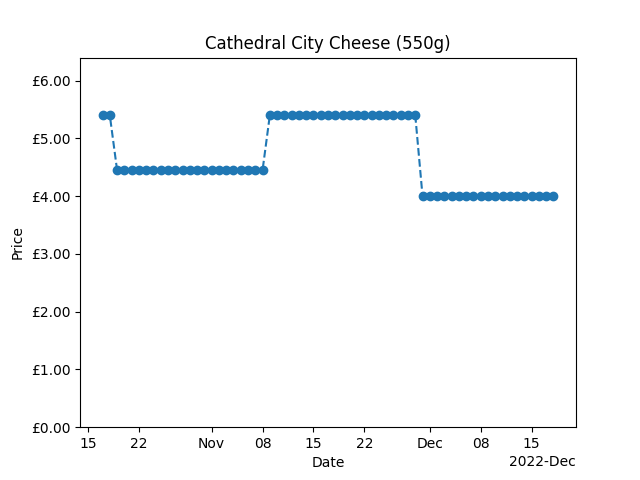 Cathedral City Cheese (550g)
£6.00
£5.00
£4.00
£3.00
£2.00
£1.00
£0.00
Price
15 22 Nov 08 15 22 Dec 08 15
Date
2022-Dec